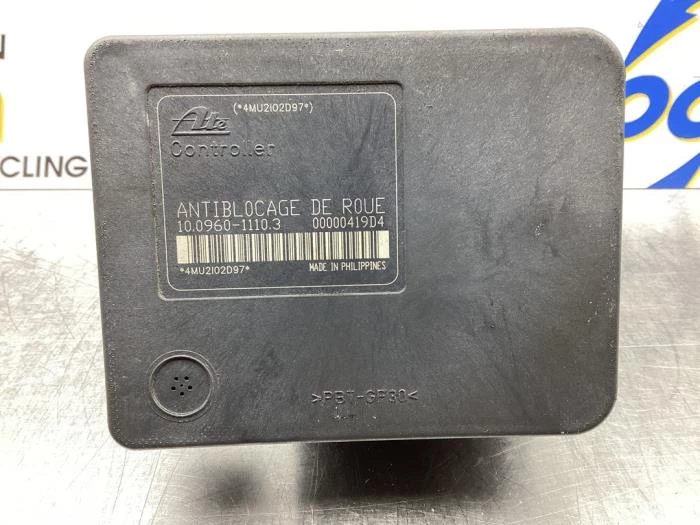 (*4MU2I02D97*)
Ate
Controller
ANTIBLOCAGE DE ROUE
10.0960-1110.3 00000419D4
*4MU2I02D97* MADE IN PHILIPPINES
>PBT-GF30<
CLING